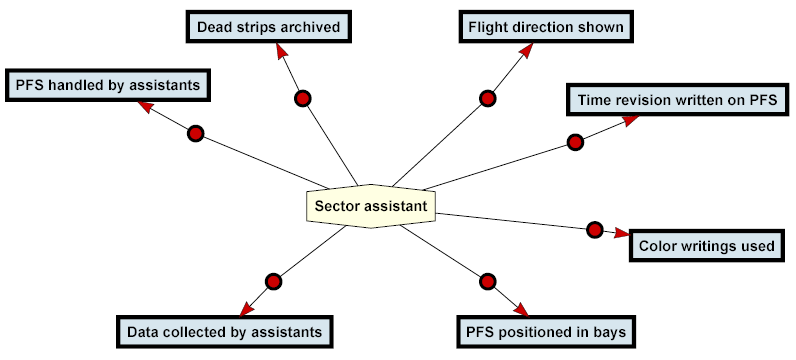 Dead strips archived
Flight direction shown
PFS handled by assistants
Time revision written on PFS
Sector assistant
Color writings used
Data collected by assistants
PFS positioned in bays